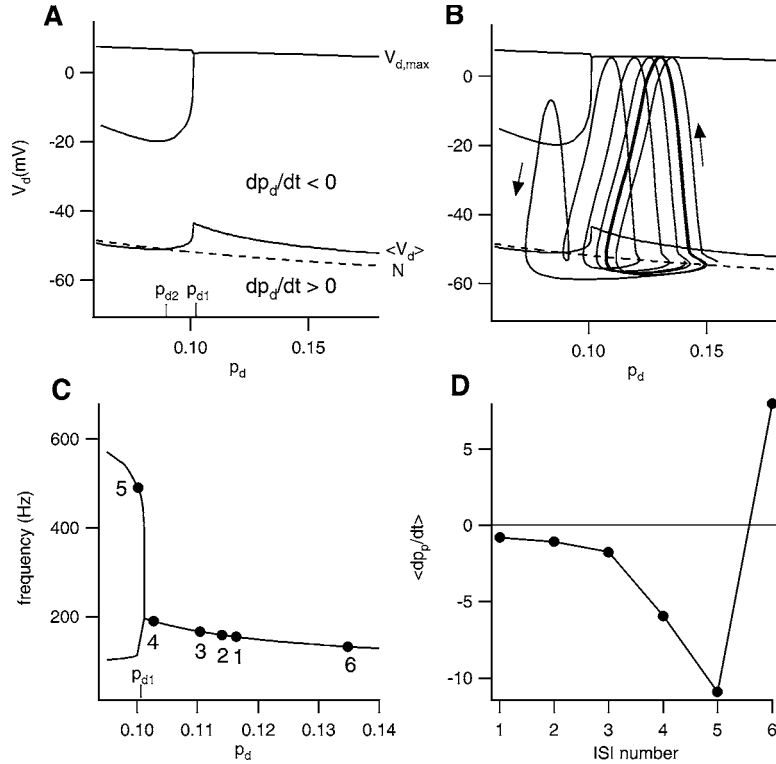 A
0
-20
-40
-60
V_d(mV)
V_d,max
dp_d/dt < 0
<V_d>
N
dp_d/dt > 0
p_d2 p_d1
0.10 0.15
p_d
B
0
-20
-40
-60
0.10 0.15
p_d
C
600
400
200
frequency (Hz)
5
4
3
2
1
6
p_d1
0.10 0.11 0.12 0.13 0.14
p_d
D
5
0
-5
-10
<dp_p/dt>
1 2 3 4 5 6
ISI number